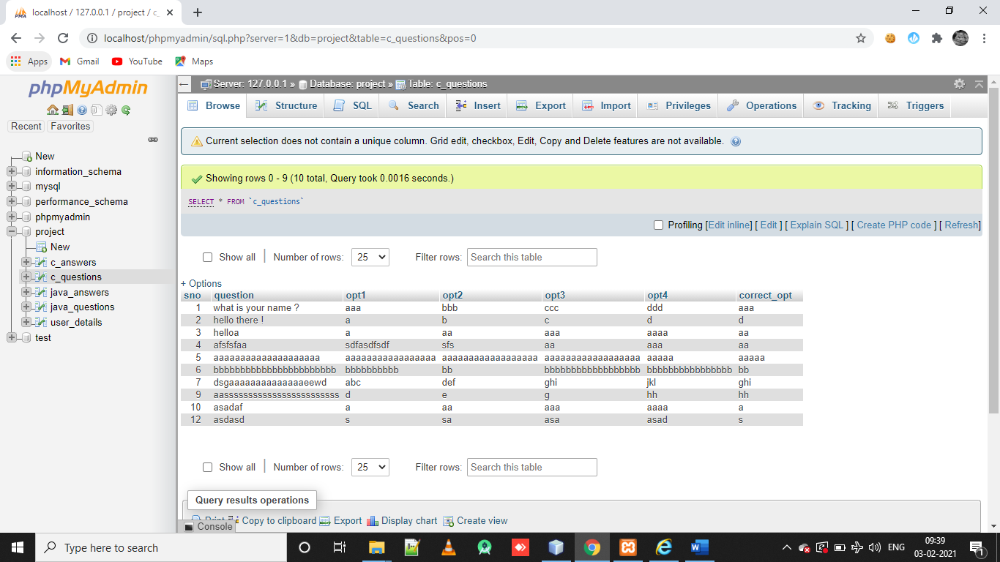 localhost / 127.0.0.1 / project / c_
localhost/phpmyadmin/sql.php?server=1&db=project&table=c_questions&pos=0
Apps Gmail YouTube Maps
phpMyAdmin
Recent Favorites
New
information_schema
mysql
performance_schema
phpmyadmin
project
New
c_answers
c_questions
java_answers
java_questions
user_details
test
Server: 127.0.0.1 » Database: project » Table: c_questions
Browse Structure SQL Search Insert Export Import Privileges Operations Tracking Triggers
Current selection does not contain a unique column. Grid edit, checkbox, Edit, Copy and Delete features are not available.
Showing rows 0 - 9 (10 total, Query took 0.0016 seconds.)
SELECT * FROM `c_questions`
Profiling [Edit inline] [ Edit ] [ Explain SQL ] [ Create PHP code ] [ Refresh]
Show all | Number of rows: 25 Filter rows: Search this table
+ Options
sno question opt1 opt2 opt3 opt4 correct_opt
1 what is your name ? aaa bbb ccc ddd aaa
2 hello there ! a b c d d
3 helloa a aa aaa aaaa aa
4 afsfsfaa sdfasdfsdf sfs aa aaa aa
5 aaaaaaaaaaaaaaaaaaaa aaaaaaaaaaaaaaaaa aaaaaaaaaaaaaaaaaa aaaaaaaaaaaaaaaaaa aaaaa aaaaa
6 bbbbbbbbbbbbbbbbbbbbbbb bbbbbbbbbb bb bbbbbbbbbbbbbbbbbb bbbbbbbbbbbbbbbb bb
7 dsgaaaaaaaaaaaaaaeewd abc def ghi jkl ghi
9 aasssssssssssssssssssssssss d e g hh hh
10 asadaf a aa aaa aaaa a
12 asdasd s sa asa asad s
Show all | Number of rows: 25 Filter rows: Search this table
Query results operations
Print Copy to clipboard Export Display chart Create view
Console
Type here to search
ENG
09:39
03-02-2021
1